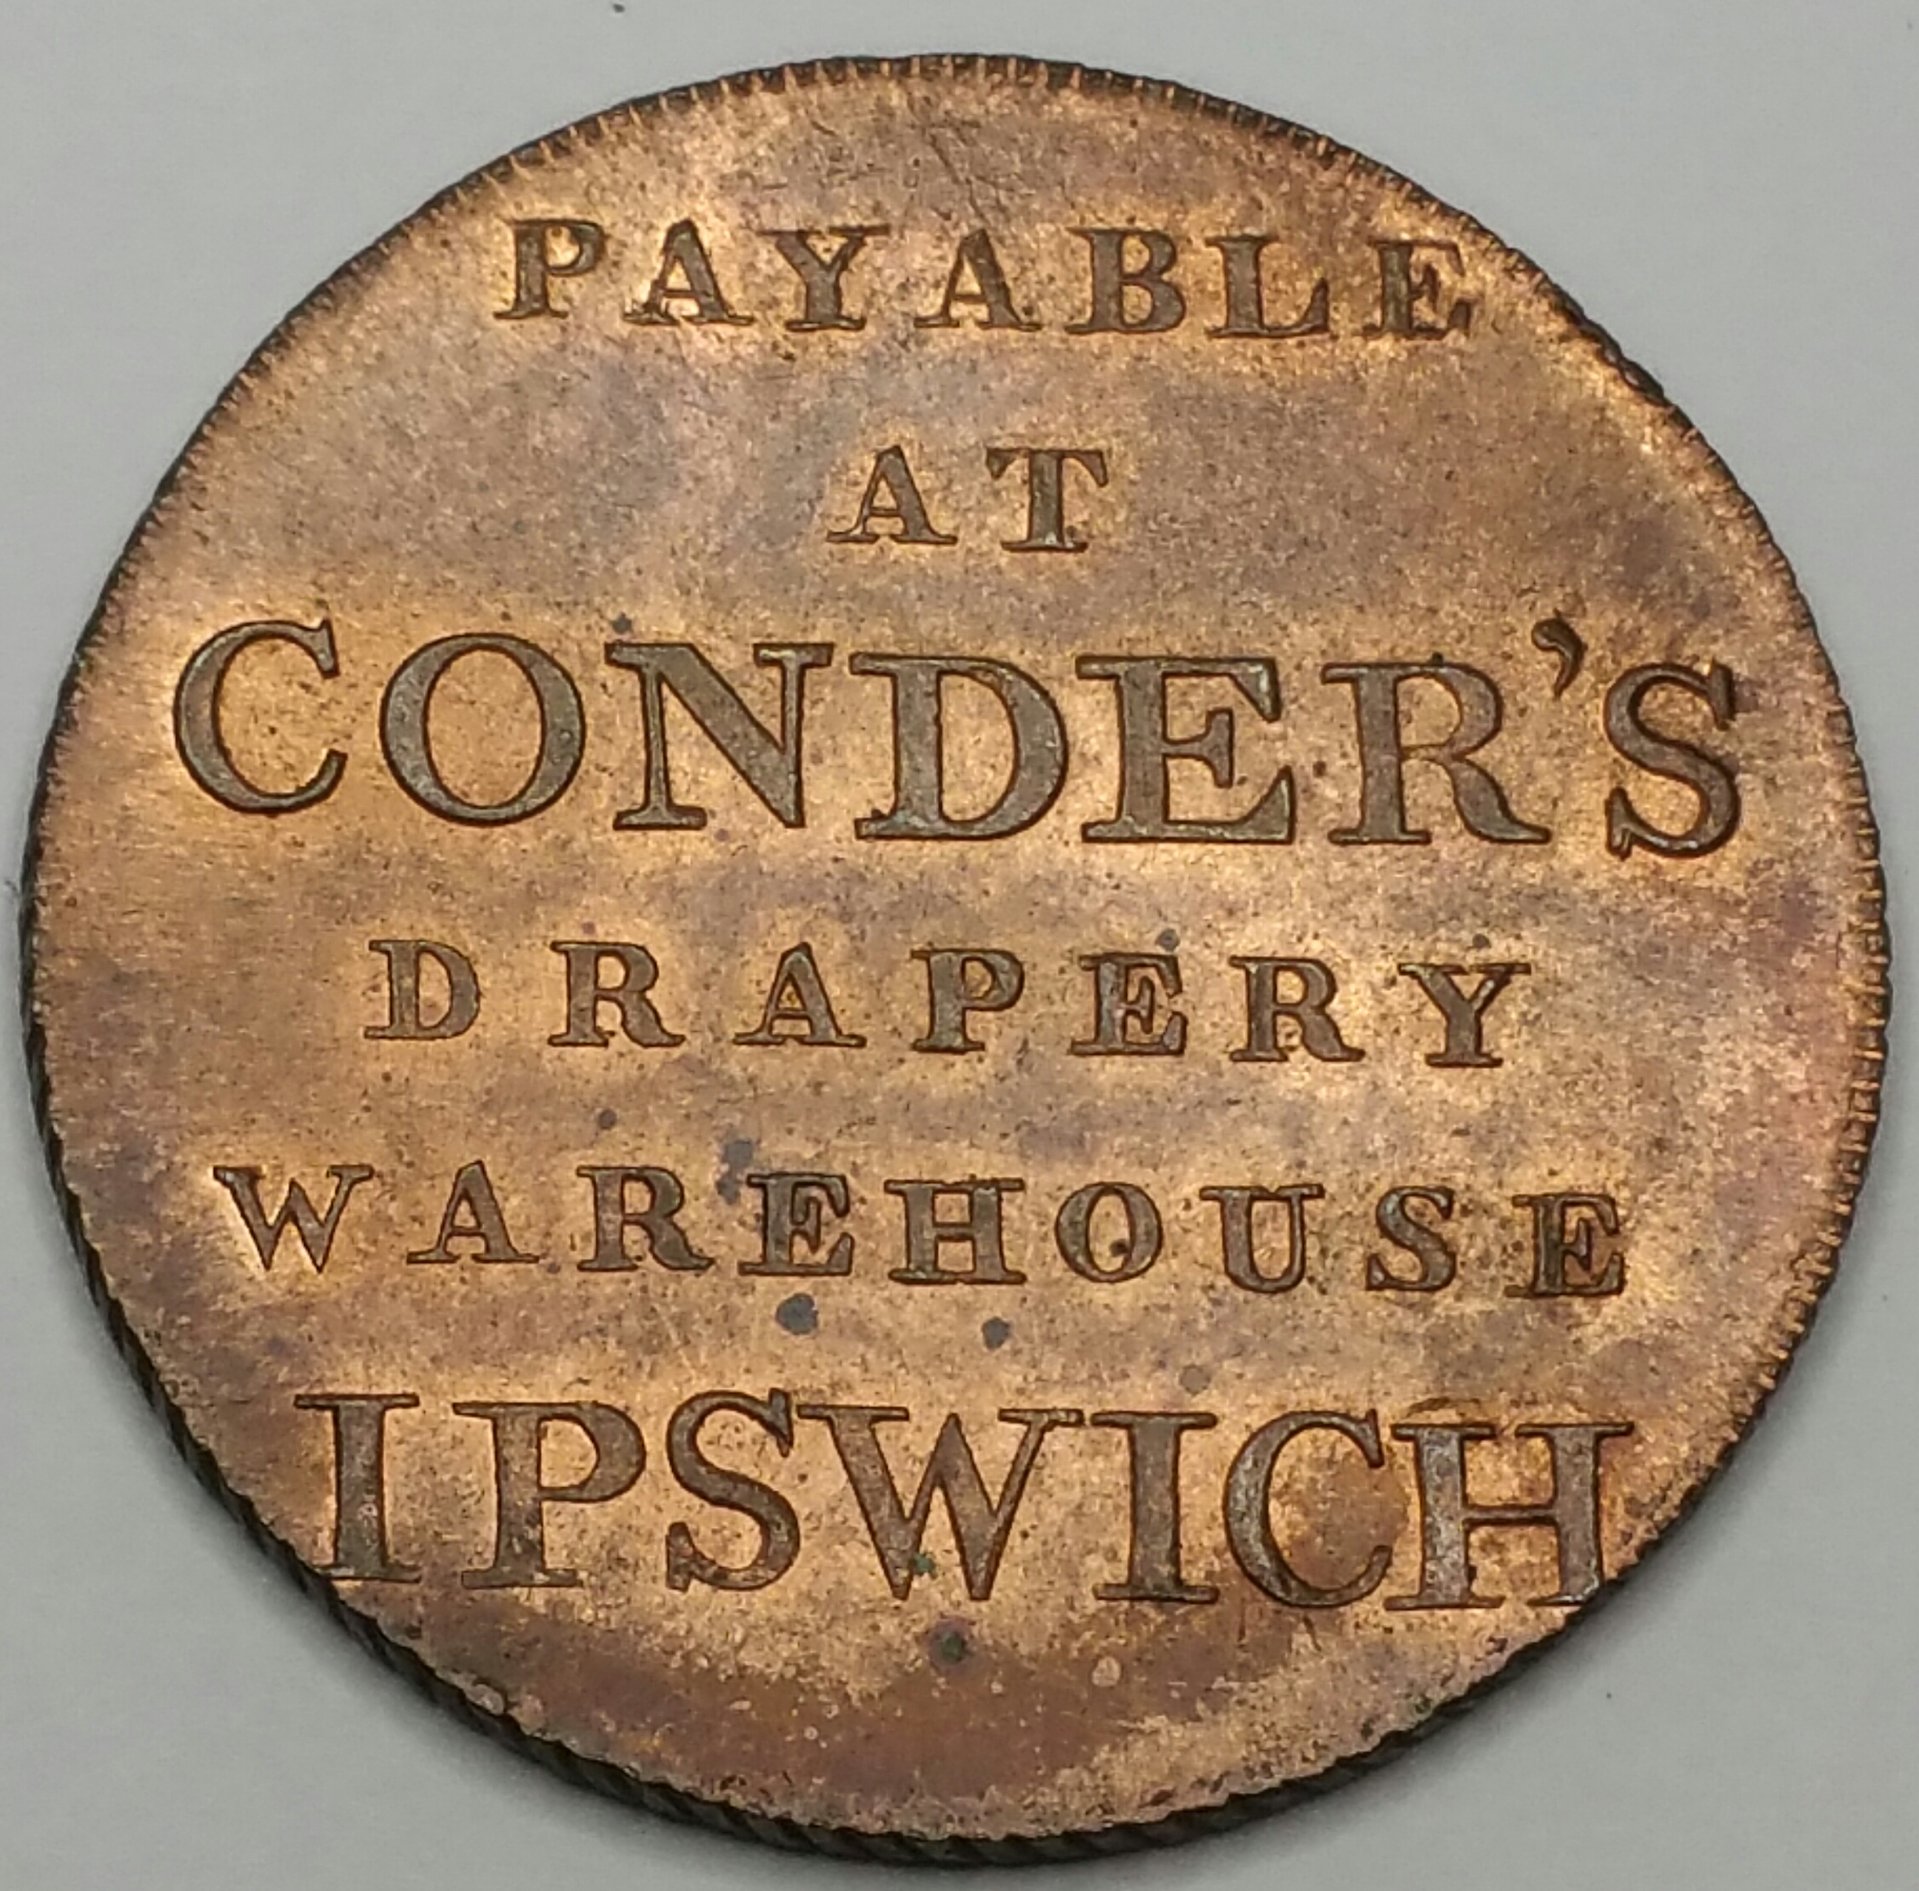 PAYABLE
AT
CONDER'S
DRAPERY
WAREHOUSE
IPSWICH